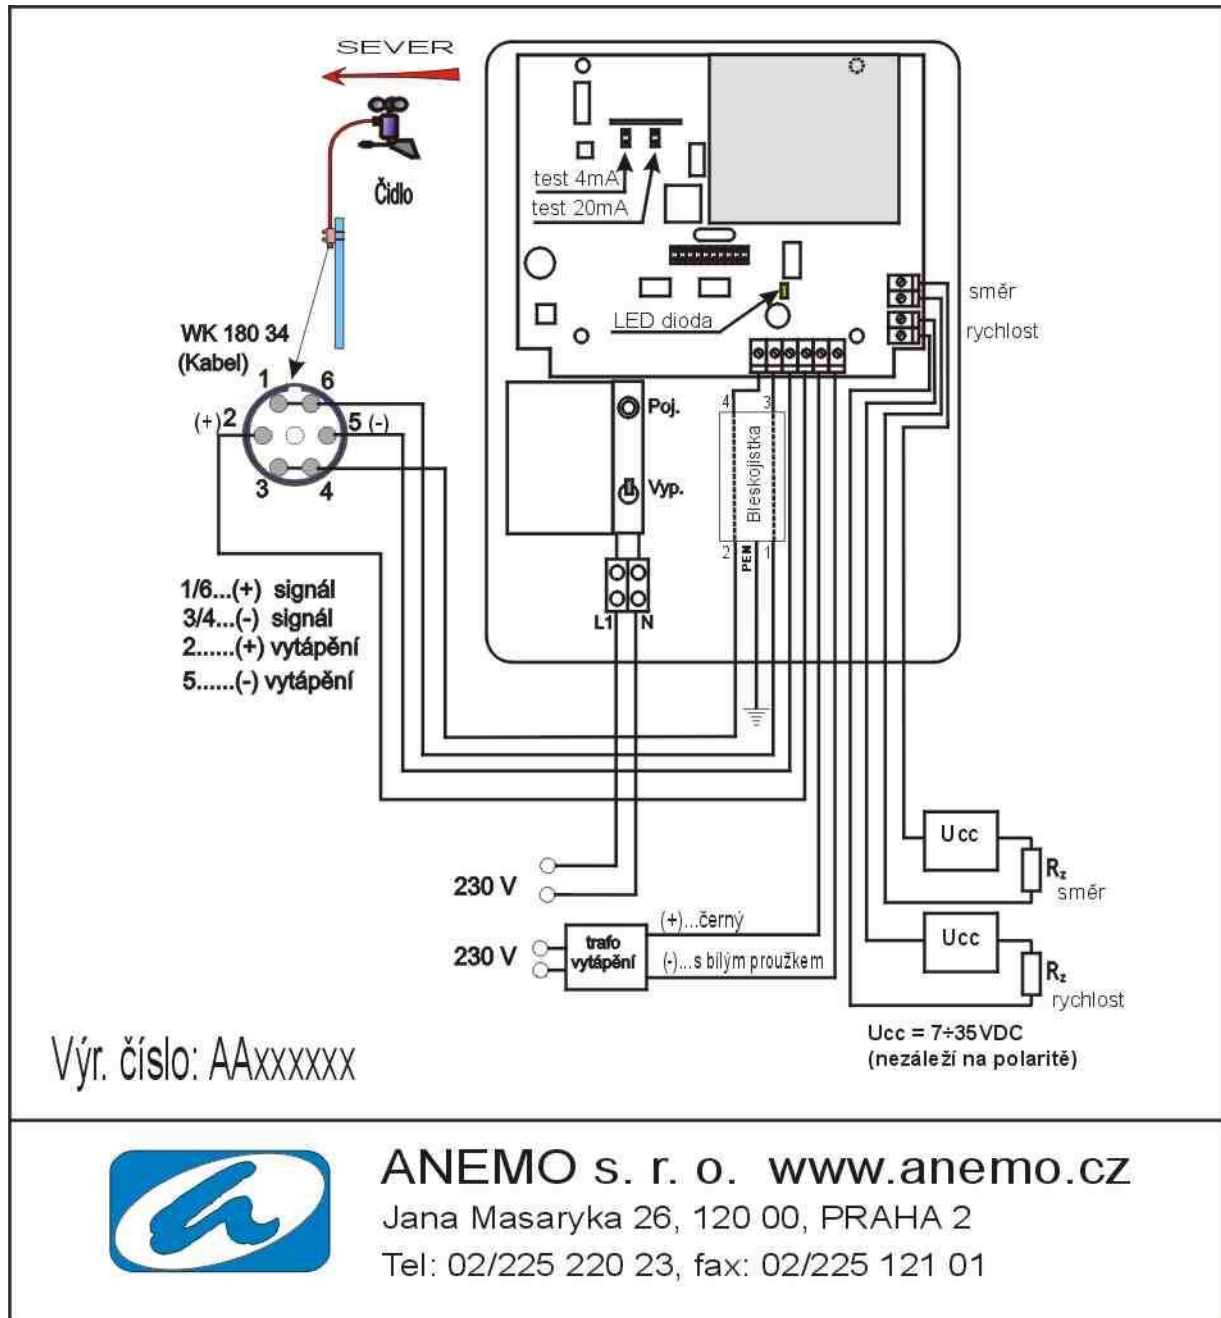 SEVER
Čidlo
test 4mA
test 20mA
LED dioda
směr
rychlost
WK 180 34
(Kabel)
1
6
(+)
2
5
(-)
3
4
Poj.
Vyp.
4
3
Bleskojistka
2
PEN
1
L1
N
1/6...(+) signál
3/4...(-) signál
2......(+) vytápění
5......(-) vytápění
230 V
230 V
trafo
vytápění
(+)...černý
(-)...s bílým proužkem
Ucc
Rz
směr
Ucc
Rz
rychlost
Ucc = 7÷35VDC
(nezáleží na polaritě)
Výr. číslo: AAxxxxxx
ANEMO s. r. o. www.anemo.cz
Jana Masaryka 26, 120 00, PRAHA 2
Tel: 02/225 220 23, fax: 02/225 121 01